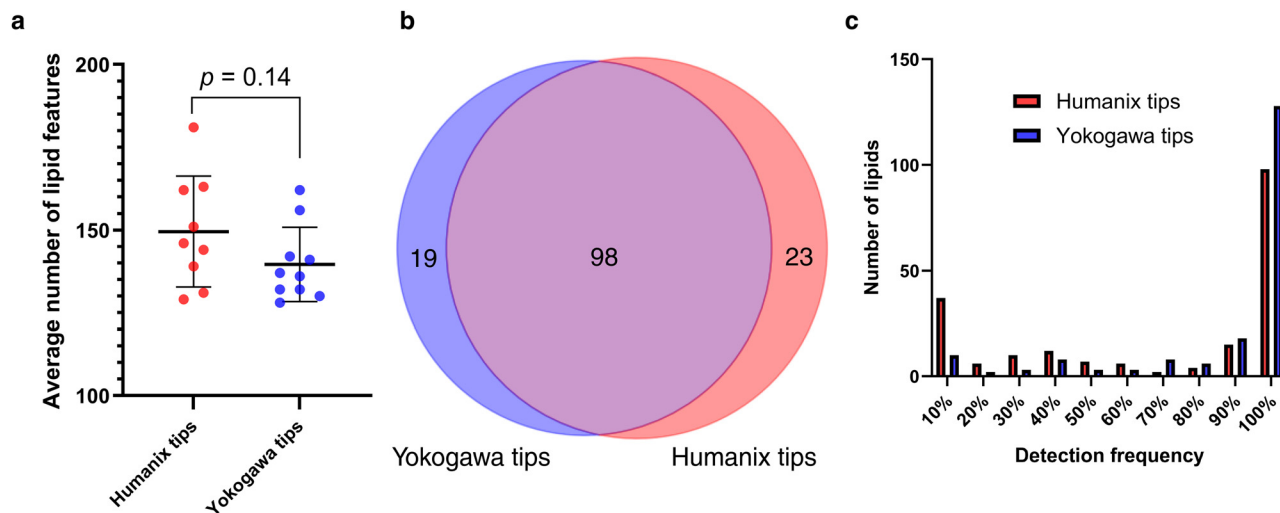 a
Average number of lipid features
200
150
100
p = 0.14
Humanix tips
Yokogawa tips
b
19
98
23
Yokogawa tips
Humanix tips
c
Number of lipids
150
100
50
0
Humanix tips
Yokogawa tips
10%
20%
30%
40%
50%
60%
70%
80%
90%
100%
Detection frequency